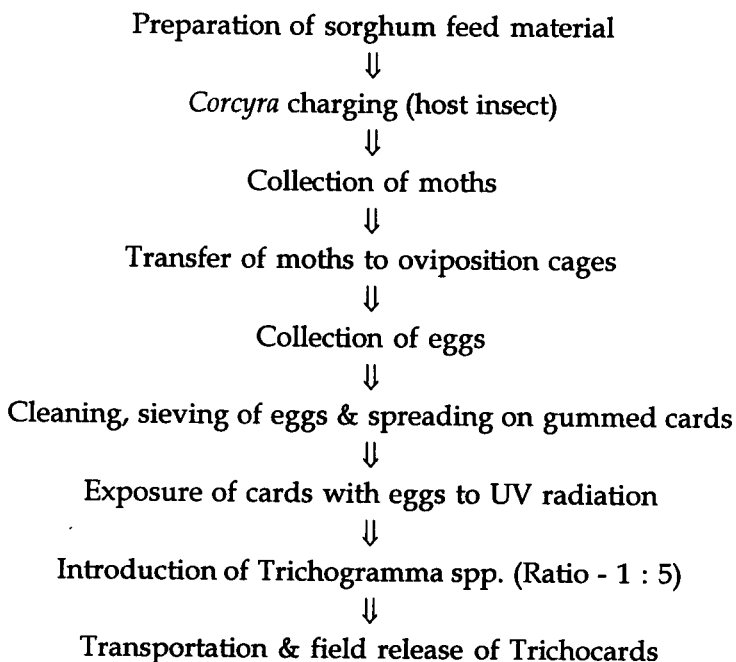 Preparation of sorghum feed material
⇓
Corcyra charging (host insect)
⇓
Collection of moths
⇓
Transfer of moths to oviposition cages
⇓
Collection of eggs
⇓
Cleaning, sieving of eggs & spreading on gummed cards
⇓
Exposure of cards with eggs to UV radiation
⇓
Introduction of Trichogramma spp. (Ratio - 1 : 5)
⇓
Transportation & field release of Trichocards